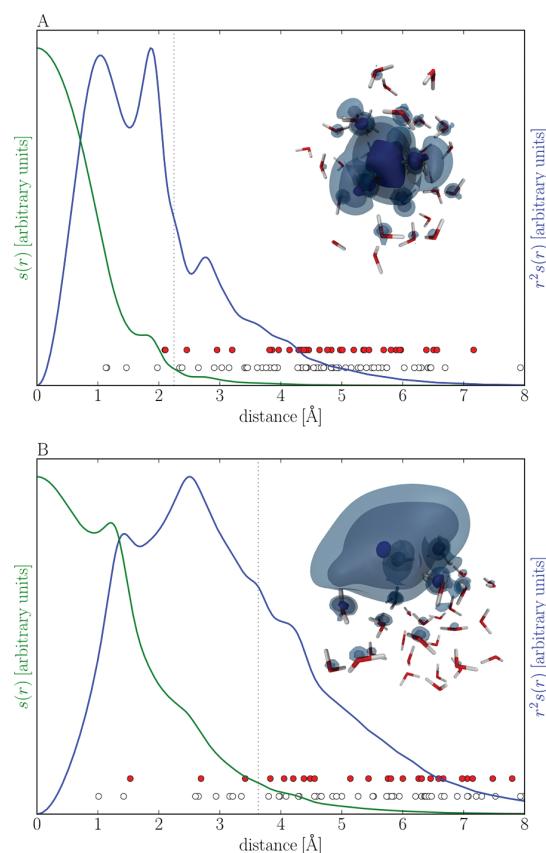 A
s(r) [arbitrary units]
r²s(r) [arbitrary units]
0 1 2 3 4 5 6 7 8
distance [Å]
B
s(r) [arbitrary units]
r²s(r) [arbitrary units]
0 1 2 3 4 5 6 7 8
distance [Å]